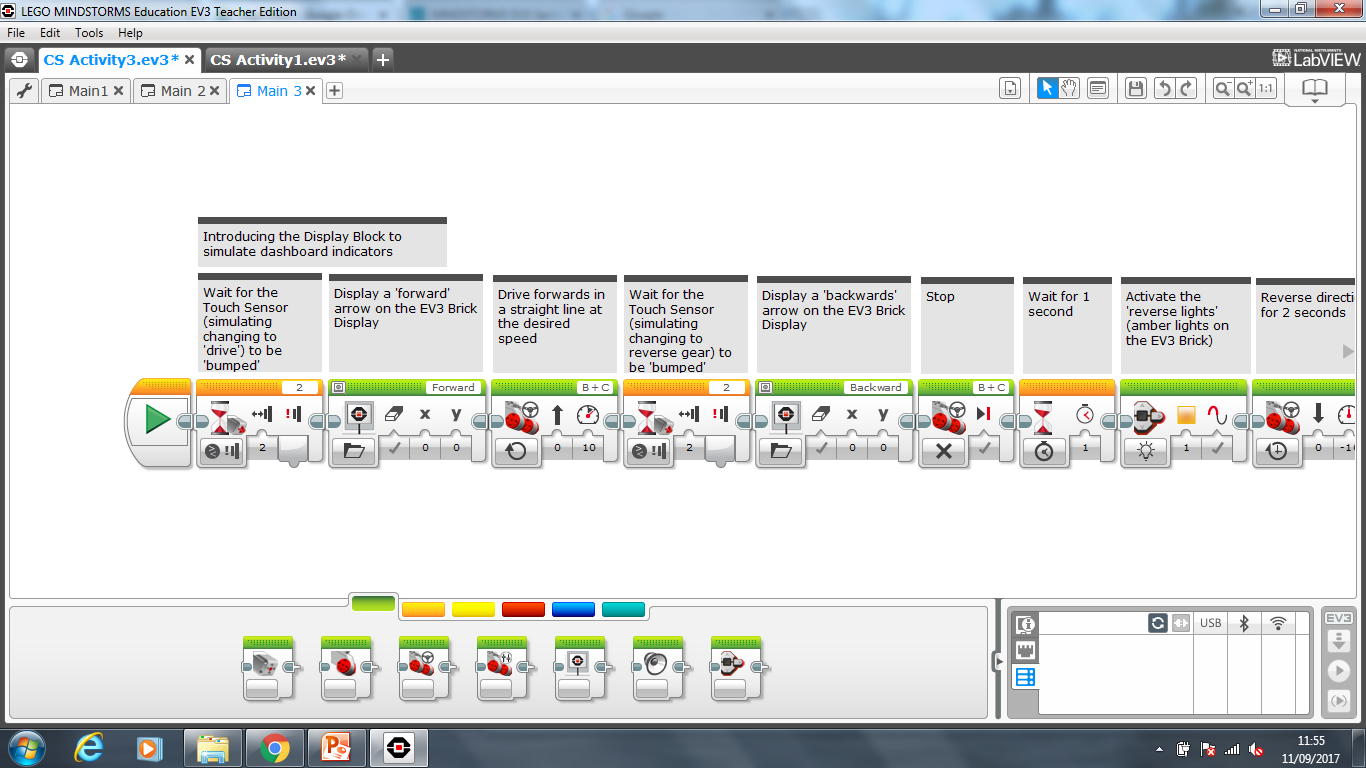 LEGO MINDSTORMS Education EV3 Teacher Edition
File Edit Tools Help
CS Activity3.ev3* CS Activity1.ev3*
NATIONAL INSTRUMENTS
LabVIEW
Main1 Main 2 Main 3
1:1
Introducing the Display Block to
simulate dashboard indicators
Wait for the
Touch Sensor
(simulating
changing to
'drive') to be
'bumped'
Display a 'forward'
arrow on the EV3 Brick
Display
Drive forwards in
a straight line at
the desired
speed
Wait for the
Touch Sensor
(simulating
changing to
reverse gear) to
be 'bumped'
Display a 'backwards'
arrow on the EV3 Brick
Display
Stop
Wait for 1
second
Activate the
'reverse lights'
(amber lights on
the EV3 Brick)
Reverse directi
for 2 seconds
2 Forward B + C 2 Backward B + C
x y x y
2 0 0 0 10 2 0 0 1 1 0 -1
USB
EV3
11:55
11/09/2017